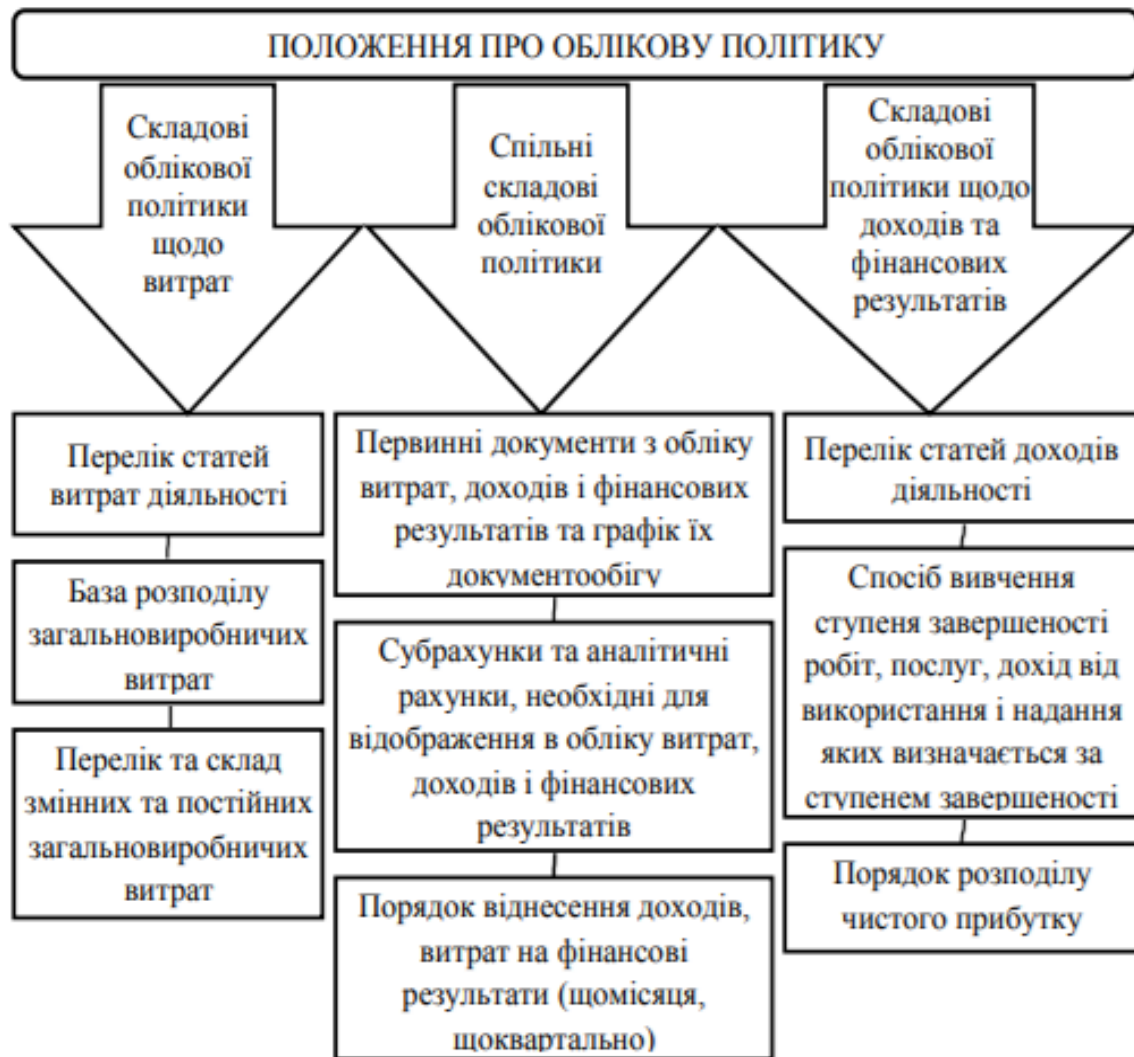 ПОЛОЖЕННЯ ПРО ОБЛІКОВУ ПОЛІТИКУ
Складові
облікової
політики
щодо
витрат
Спільні
складові
облікової
політики
Складові
облікової
політики щодо
доходів та
фінансових
результатів
Перелік статей
витрат діяльності
База розподілу
загальновиробничих
витрат
Перелік та склад
змінних та постійних
загальновиробничих
витрат
Первинні документи з обліку
витрат, доходів і фінансових
результатів та графік їх
документообігу
Субрахунки та аналітичні
рахунки, необхідні для
відображення в обліку витрат,
доходів і фінансових
результатів
Порядок віднесення доходів,
витрат на фінансові
результати (щомісяця,
щоквартально)
Перелік статей доходів
діяльності
Спосіб вивчення
ступеня завершеності
робіт, послуг, дохід від
використання і надання
яких визначається за
ступенем завершеності
Порядок розподілу
чистого прибутку